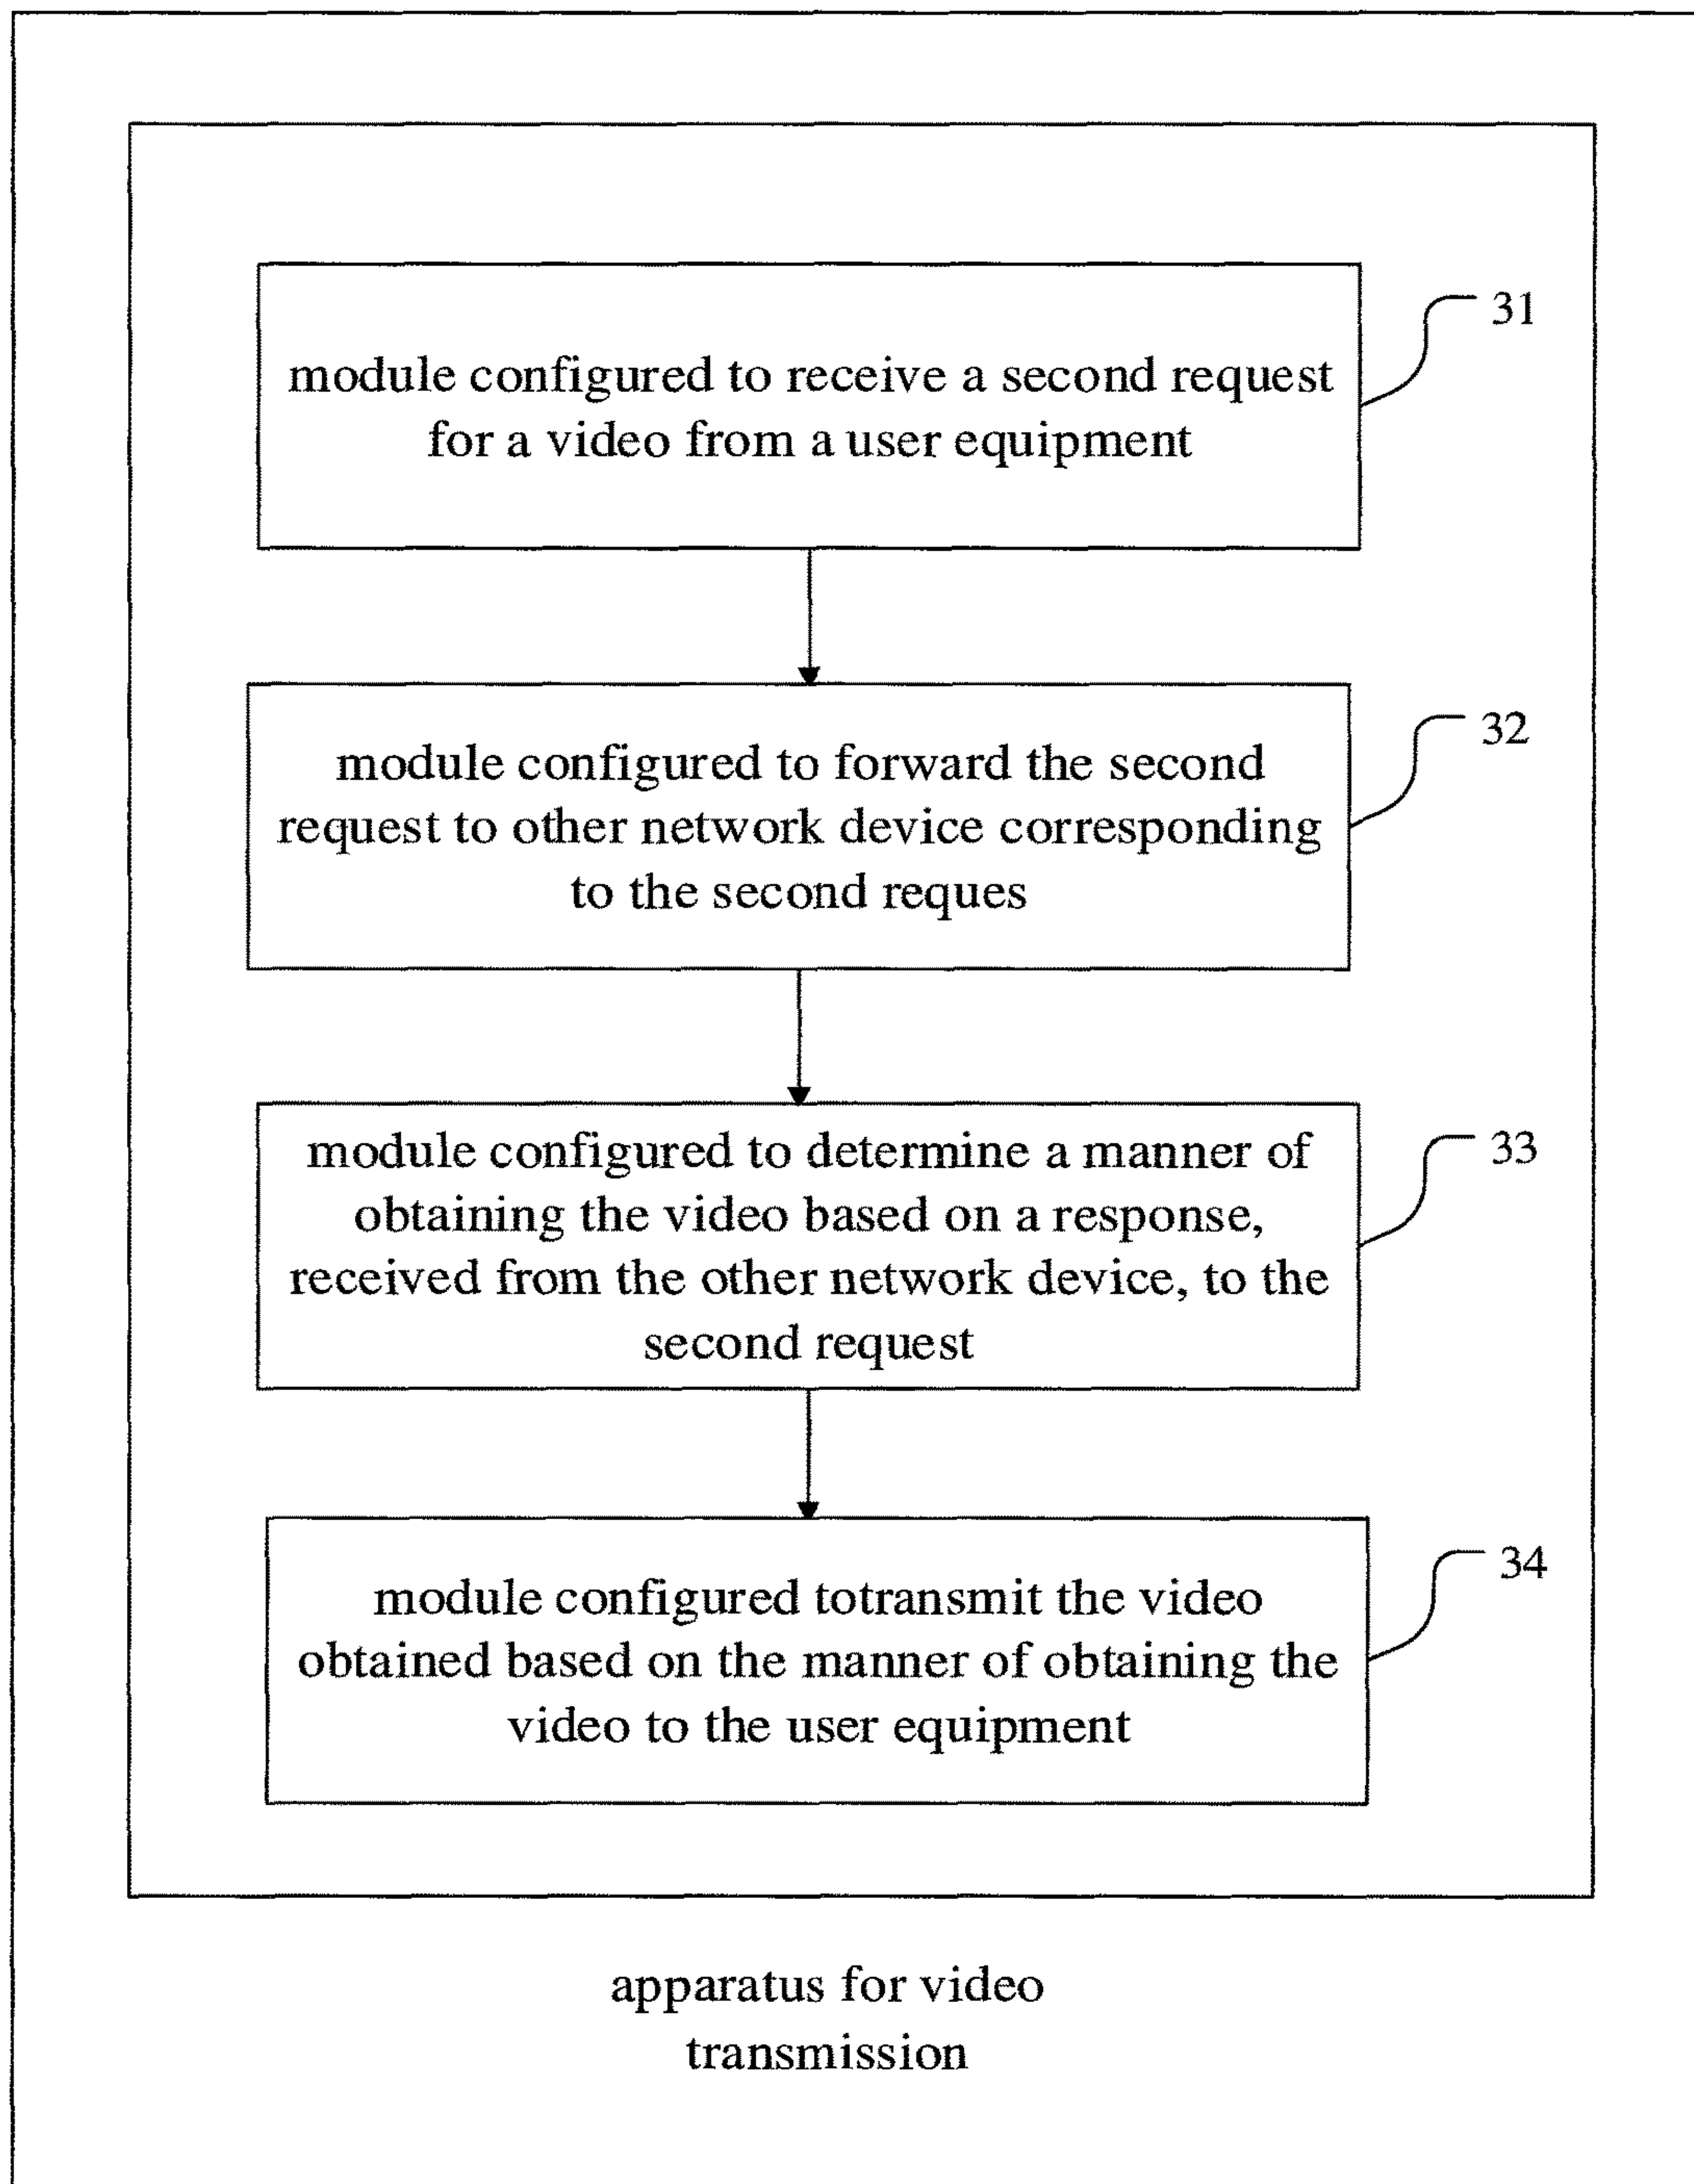 31
module configured to receive a second request
for a video from a user equipment
32
module configured to forward the second
request to other network device corresponding
to the second reques
33
module configured to determine a manner of
obtaining the video based on a response,
received from the other network device, to the
second request
34
module configured totransmit the video
obtained based on the manner of obtaining the
video to the user equipment
apparatus for video
transmission